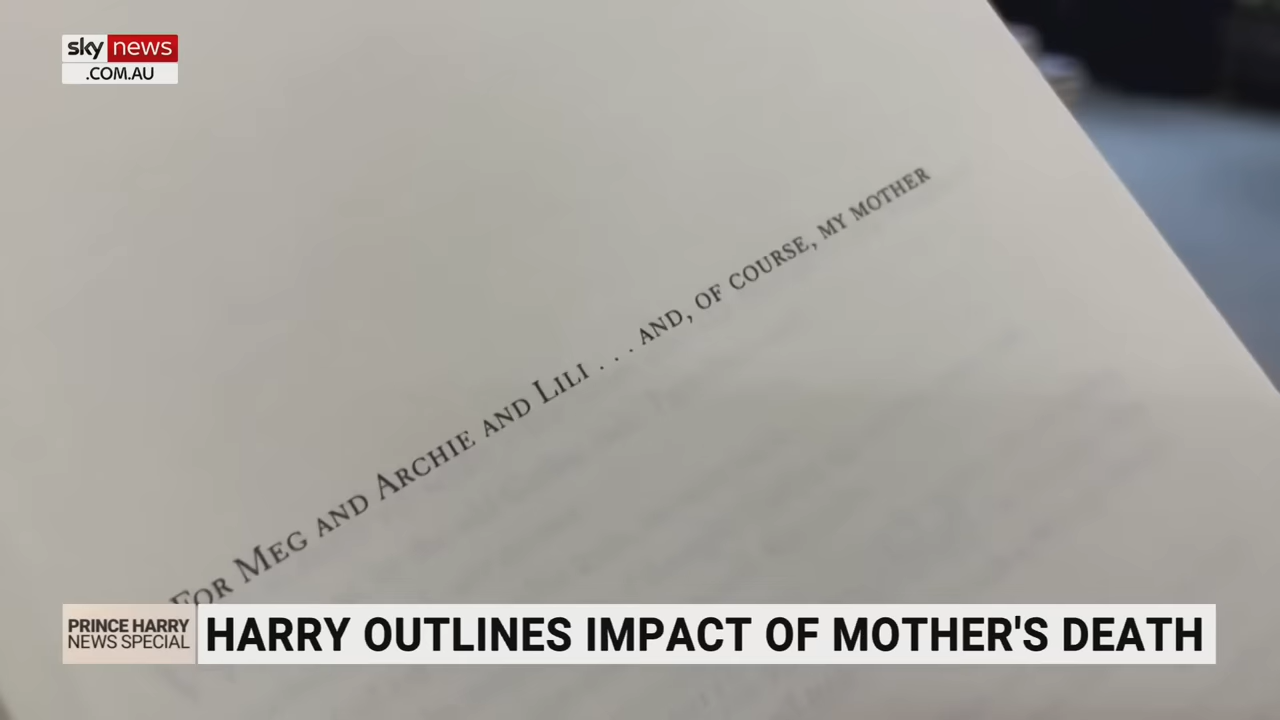 sky news
.COM.AU
FOR MEG AND ARCHIE AND LILI . . . AND, OF COURSE, MY MOTHER
PRINCE HARRY
NEWS SPECIAL
HARRY OUTLINES IMPACT OF MOTHER'S DEATH